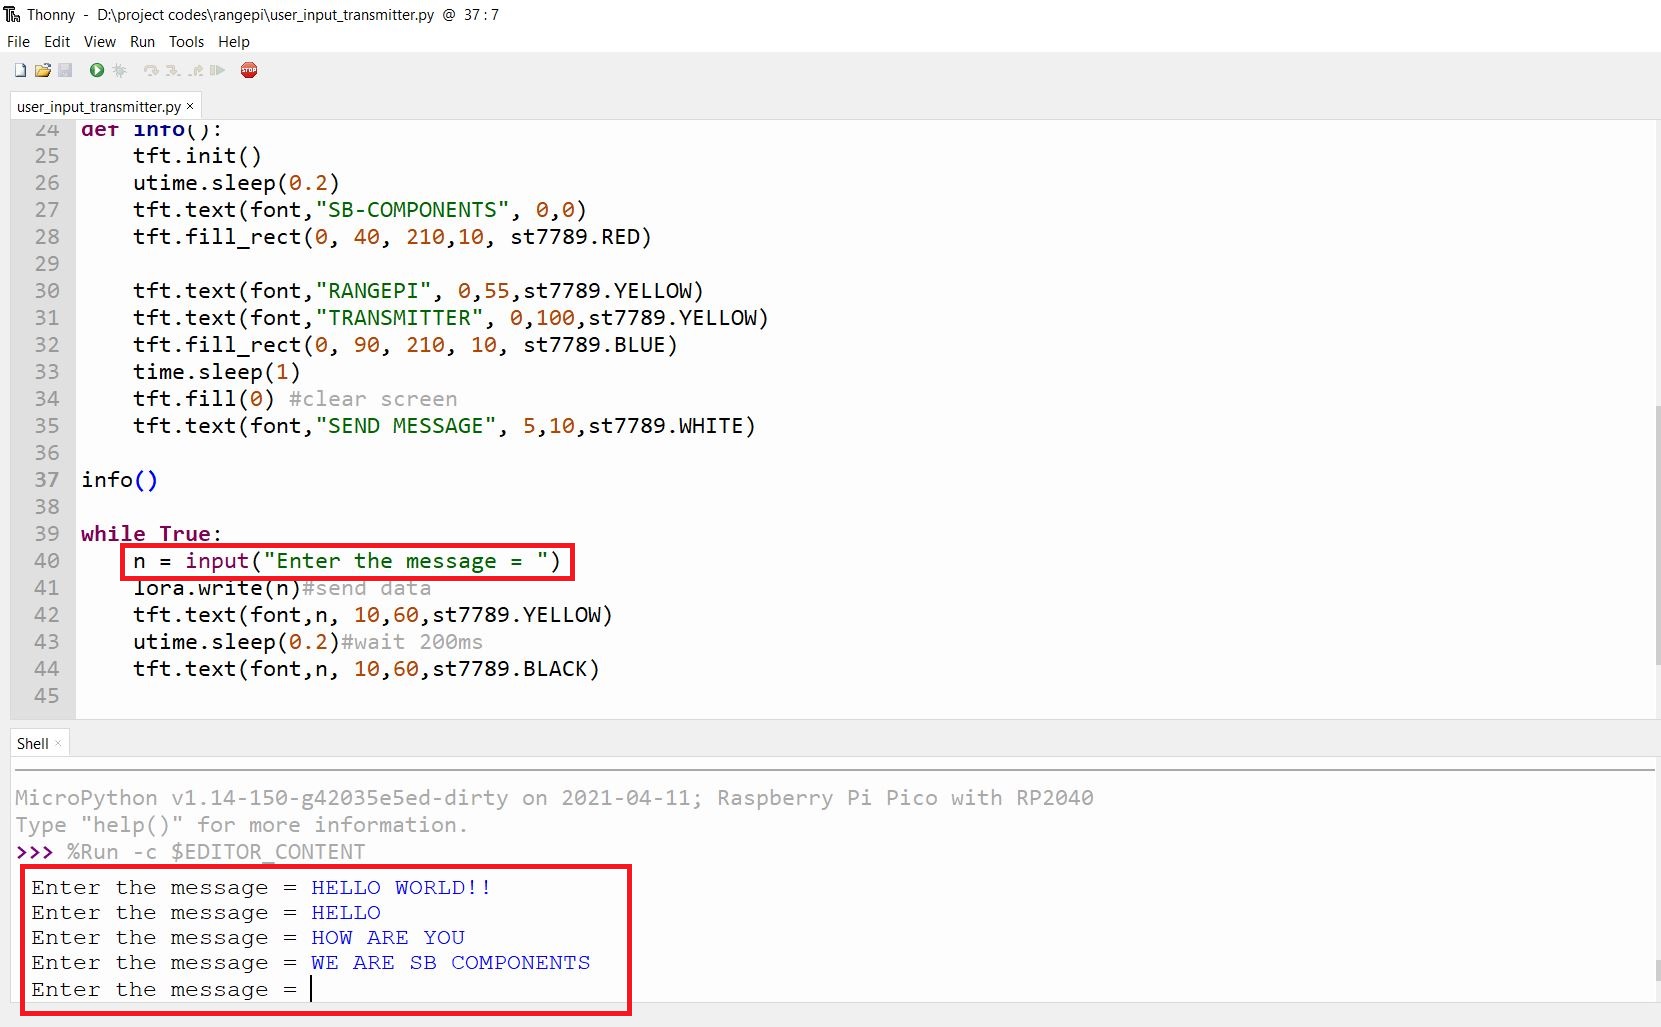 Thonny - D:\project codes\rangepi\user_input_transmitter.py @ 37 : 7
File Edit View Run Tools Help
STOP
user_input_transmitter.py ×
24 def info():
25     tft.init()
26     utime.sleep(0.2)
27     tft.text(font,"SB-COMPONENTS", 0,0)
28     tft.fill_rect(0, 40, 210,10, st7789.RED)
29
30     tft.text(font,"RANGEPI", 0,55,st7789.YELLOW)
31     tft.text(font,"TRANSMITTER", 0,100,st7789.YELLOW)
32     tft.fill_rect(0, 90, 210, 10, st7789.BLUE)
33     time.sleep(1)
34     tft.fill(0) #clear screen
35     tft.text(font,"SEND MESSAGE", 5,10,st7789.WHITE)
36
37 info()
38
39 while True:
40     n = input("Enter the message = ")
41     lora.write(n)#send data
42     tft.text(font,n, 10,60,st7789.YELLOW)
43     utime.sleep(0.2)#wait 200ms
44     tft.text(font,n, 10,60,st7789.BLACK)
45
Shell ×
MicroPython v1.14-150-g42035e5ed-dirty on 2021-04-11; Raspberry Pi Pico with RP2040
Type "help()" for more information.
>>> %Run -c $EDITOR_CONTENT
Enter the message = HELLO WORLD!!
Enter the message = HELLO
Enter the message = HOW ARE YOU
Enter the message = WE ARE SB COMPONENTS
Enter the message =